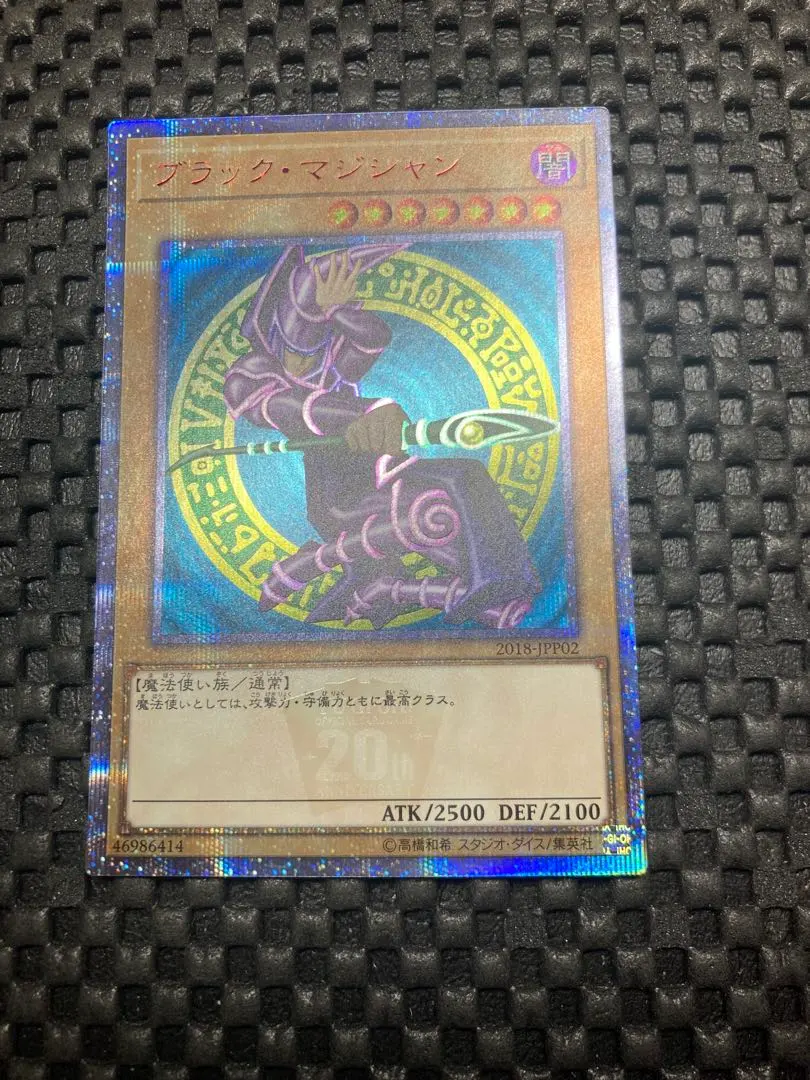 ブラック・マジシャン
闇
2018-JPP02
【魔法使い族／通常】
魔法使いとしては、攻撃力・守備力ともに最高クラス。
20th
ATK/2500 DEF/2100
46986414
©高橋和希 スタジオ・ダイス/集英社